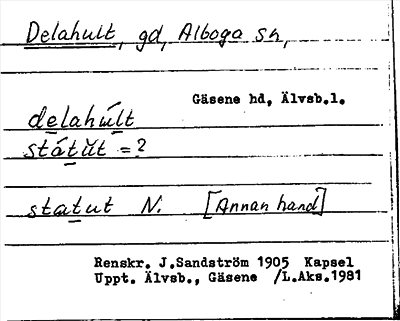 Delahult, gd, Alboga sn,
Gäsene hd, Älvsb.l.
delahúlt
státŭt = ?
statut N. [Annan hand]
Renskr. J.Sandström 1905 Kapsel
Uppt. Älvsb., Gäsene /L.Aks.1981